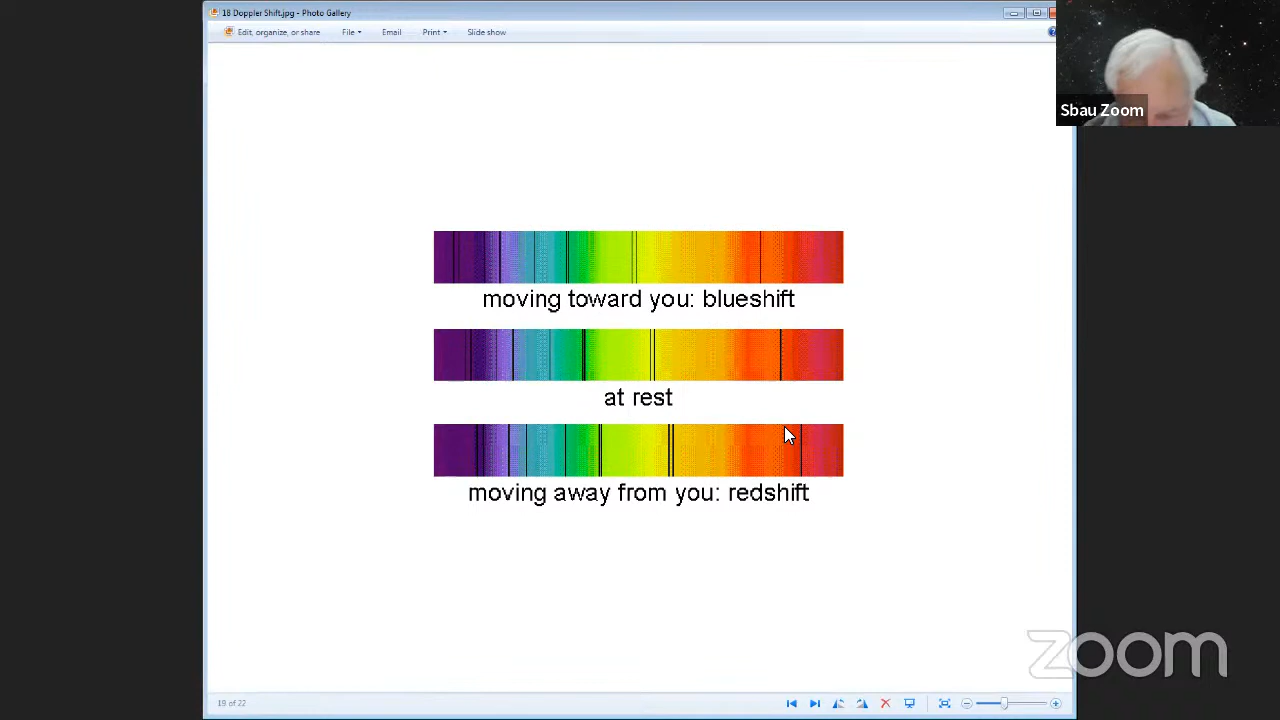 18 Doppler Shift.jpg - Photo Gallery
Edit, organize, or share File Email Print Slide show
Sbau Zoom
moving toward you: blueshift
at rest
moving away from you: redshift
zoom
19 of 22